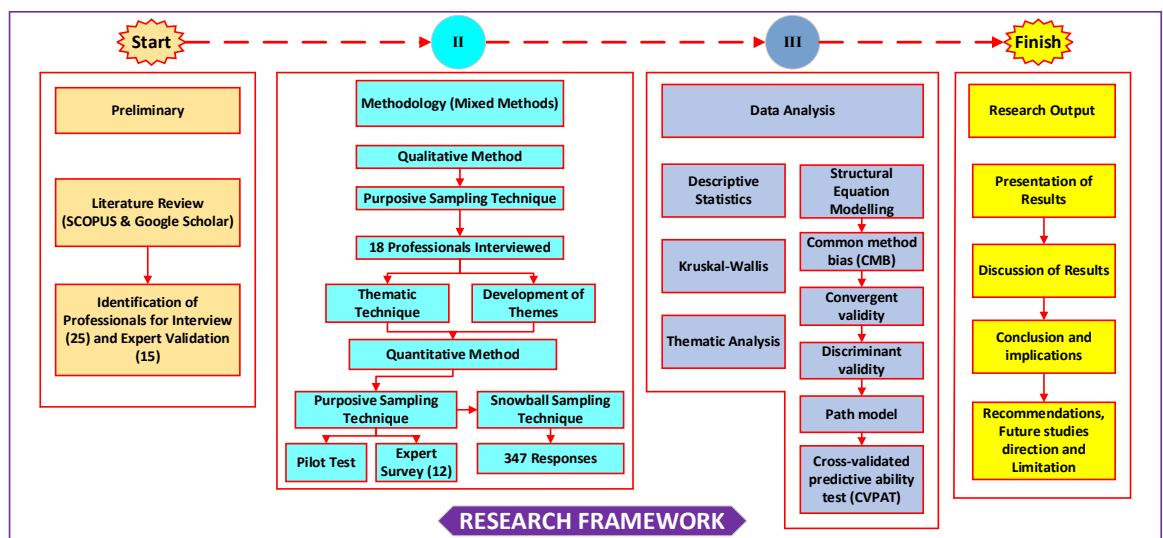 Start
II
III
Finish
Preliminary
Literature Review
(SCOPUS & Google Scholar)
Identification of
Professionals for Interview
(25) and Expert Validation
(15)
Methodology (Mixed Methods)
Qualitative Method
Purposive Sampling Technique
18 Professionals Interviewed
Thematic
Technique
Development of
Themes
Quantitative Method
Purposive Sampling
Technique
Snowball Sampling
Technique
Pilot Test
Expert
Survey (12)
347 Responses
Data Analysis
Descriptive
Statistics
Kruskal-Wallis
Thematic Analysis
Structural
Equation
Modelling
Common method
bias (CMB)
Convergent
validity
Discriminant
validity
Path model
Cross-validated
predictive ability
test (CVPAT)
Research Output
Presentation of
Results
Discussion of Results
Conclusion and
implications
Recommendations,
Future studies
direction and
Limitation
RESEARCH FRAMEWORK